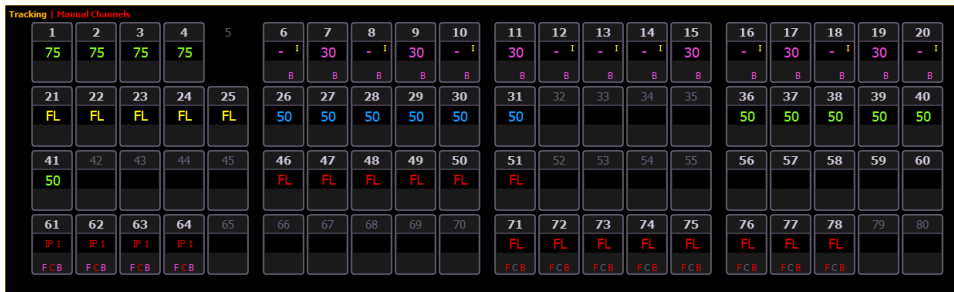 Tracking | Manual Channels
1 2 3 4 5 6 7 8 9 10 11 12 13 14 15 16 17 18 19 20
75 75 75 75 - I 30 - I 30 - I 30 - I - I - I 30 - I 30 - I 30 - I
B B B B B B B B B B B B B B B
21 22 23 24 25 26 27 28 29 30 31 32 33 34 35 36 37 38 39 40
FL FL FL FL FL 50 50 50 50 50 50 50 50 50 50 50
41 42 43 44 45 46 47 48 49 50 51 52 53 54 55 56 57 58 59 60
50 FL FL FL FL FL FL
61 62 63 64 65 66 67 68 69 70 71 72 73 74 75 76 77 78 79 80
IP 1 IP 1 IP 1 IP 1 FL FL FL FL FL FL FL FL
FCB FCB FCB FCB FCB FCB FCB FCB FCB FCB FCB FCB